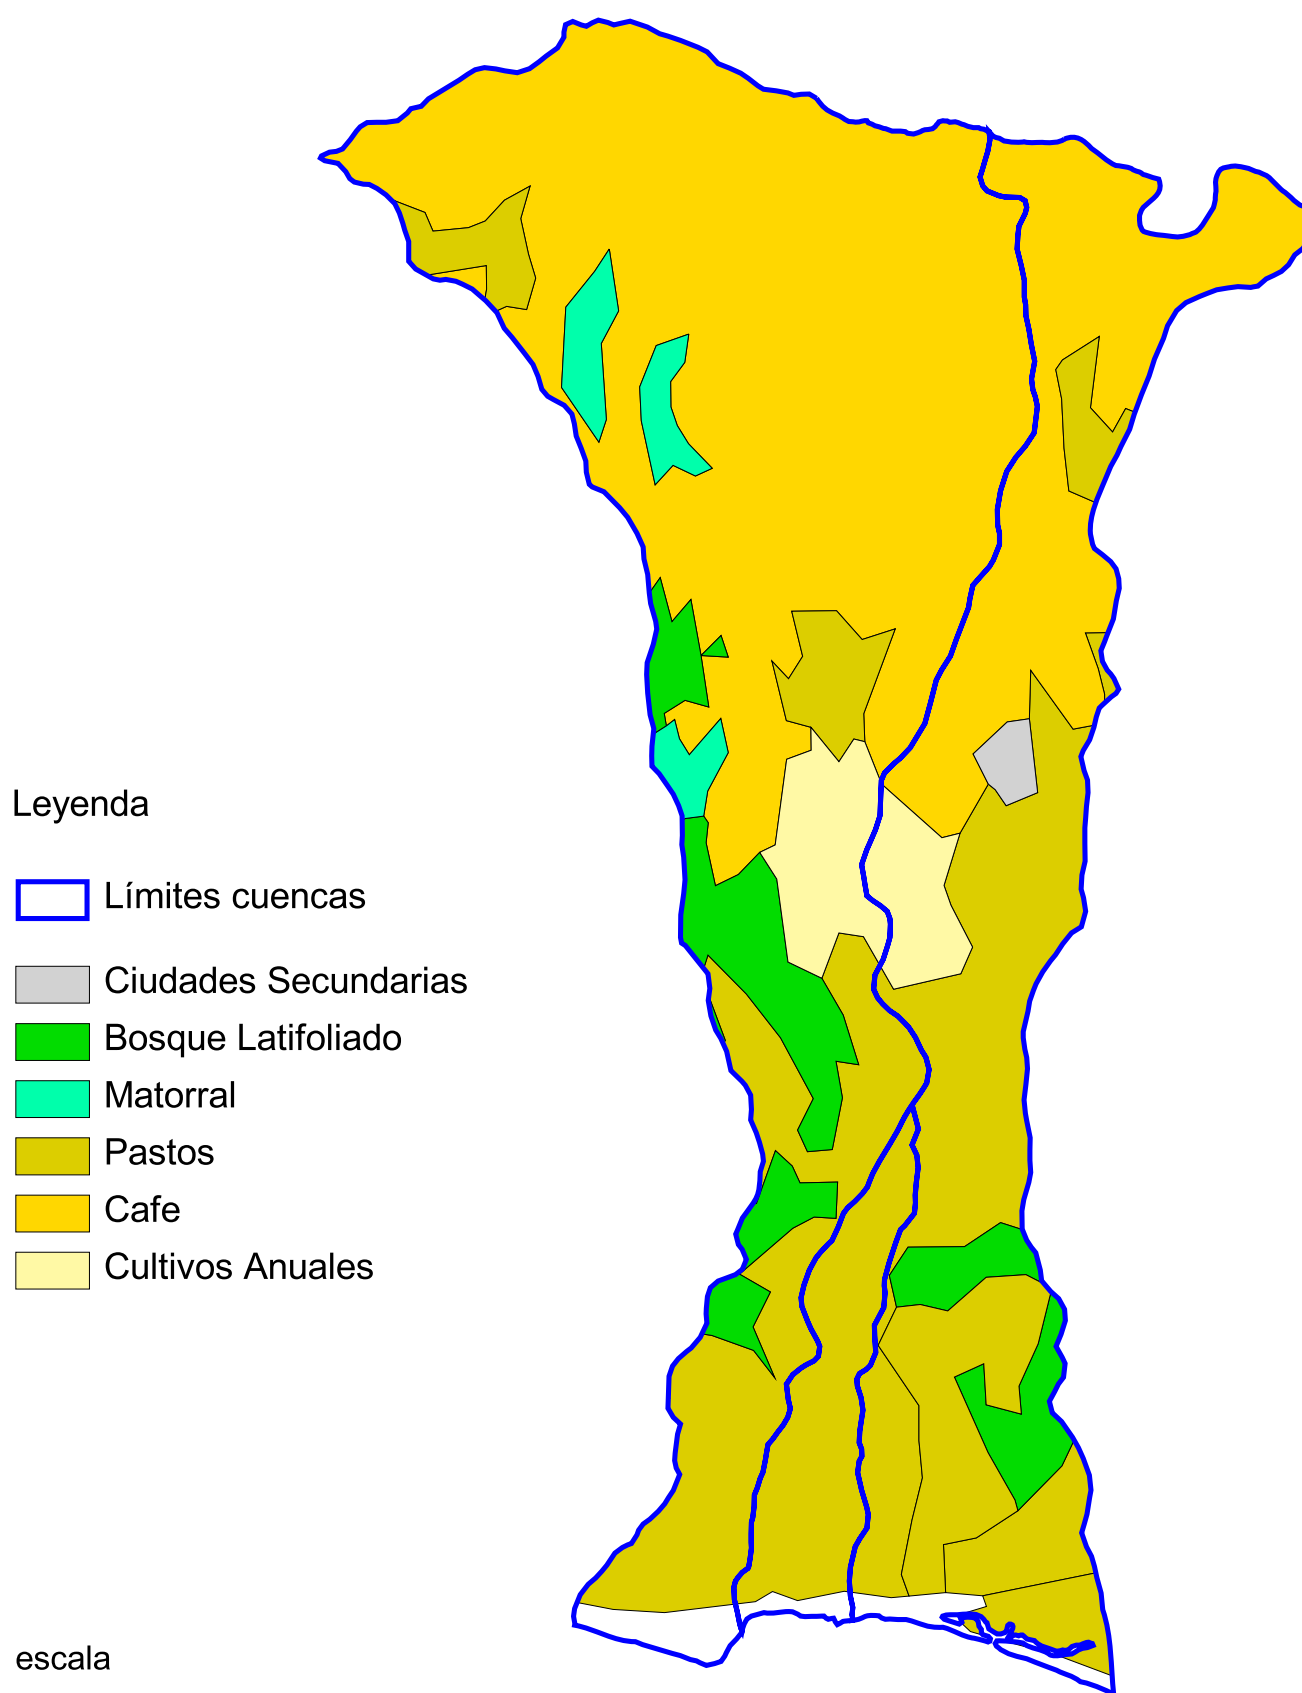 Leyenda
Límites cuencas
Ciudades Secundarias
Bosque Latifoliado
Matorral
Pastos
Cafe
Cultivos Anuales
escala